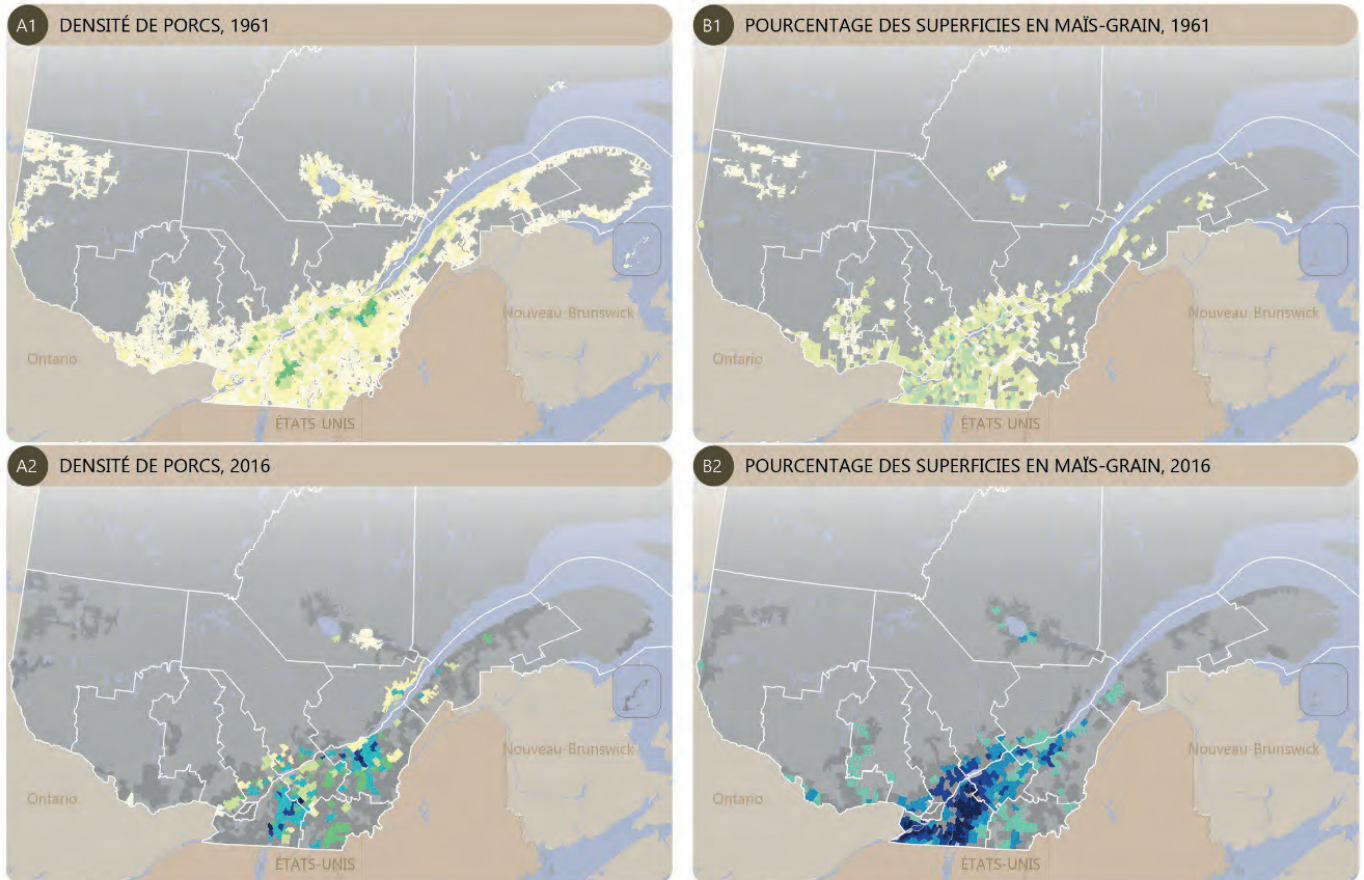 A1 DENSITÉ DE PORCS, 1961
Ontario
Nouveau Brunswick
ÉTATS UNIS
B1 POURCENTAGE DES SUPERFICIES EN MAÏS-GRAIN, 1961
Ontario
Nouveau Brunswick
ÉTATS UNIS
A2 DENSITÉ DE PORCS, 2016
Ontario
Nouveau Brunswick
ÉTATS-UNIS
B2 POURCENTAGE DES SUPERFICIES EN MAÏS-GRAIN, 2016
Ontario
Nouveau Brunswick
ÉTATS-UNIS